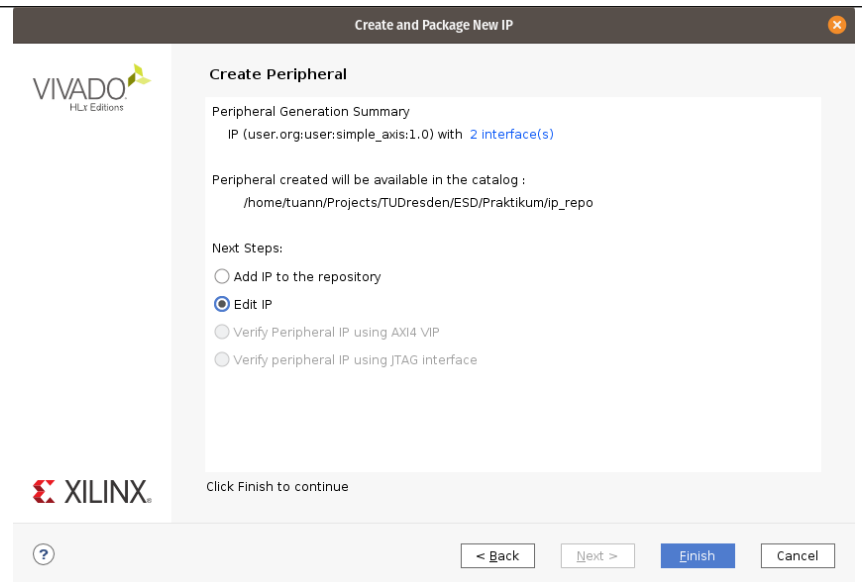 Create and Package New IP
VIVADO
HLx Editions
Create Peripheral
Peripheral Generation Summary
IP (user.org:user:simple_axis:1.0) with 2 interface(s)
Peripheral created will be available in the catalog :
/home/tuann/Projects/TUDresden/ESD/Praktikum/ip_repo
Next Steps:
Add IP to the repository
Edit IP
Verify Peripheral IP using AXI4 VIP
Verify peripheral IP using JTAG interface
XILINX
Click Finish to continue
?
< Back
Next >
Finish
Cancel